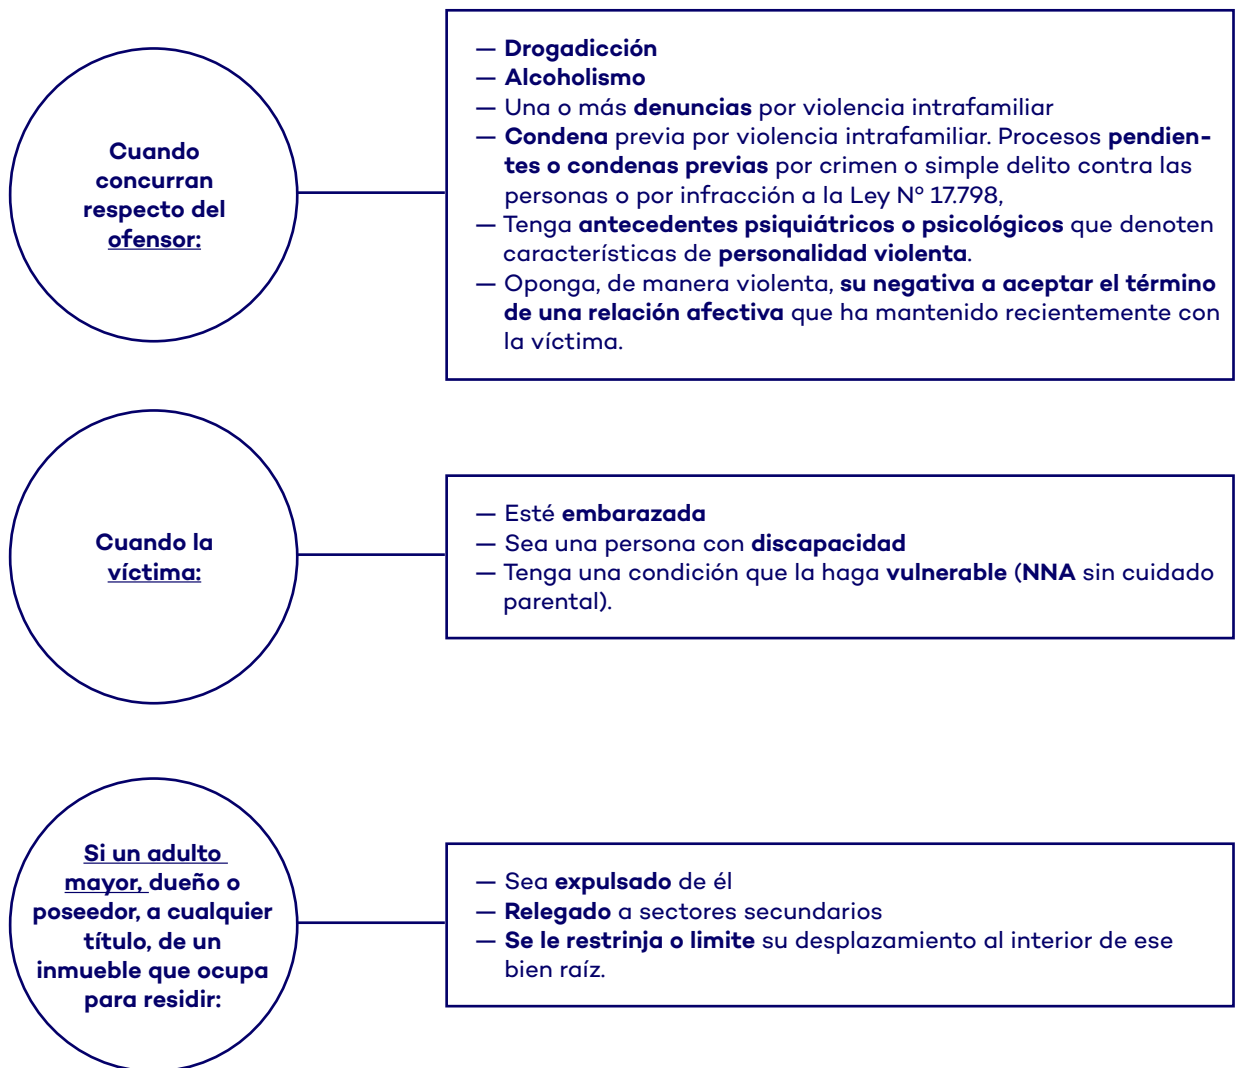 Cuando
concurran
respecto del
ofensor:
— Drogadicción
— Alcoholismo
— Una o más denuncias por violencia intrafamiliar
— Condena previa por violencia intrafamiliar. Procesos pendien-
tes o condenas previas por crimen o simple delito contra las
personas o por infracción a la Ley Nº 17.798,
— Tenga antecedentes psiquiátricos o psicológicos que denoten
características de personalidad violenta.
— Oponga, de manera violenta, su negativa a aceptar el término
de una relación afectiva que ha mantenido recientemente con
la víctima.
Cuando la
víctima:
— Esté embarazada
— Sea una persona con discapacidad
— Tenga una condición que la haga vulnerable (NNA sin cuidado
parental).
Si un adulto
mayor, dueño o
poseedor, a cualquier
título, de un
inmueble que ocupa
para residir:
— Sea expulsado de él
— Relegado a sectores secundarios
— Se le restrinja o limite su desplazamiento al interior de ese
bien raíz.